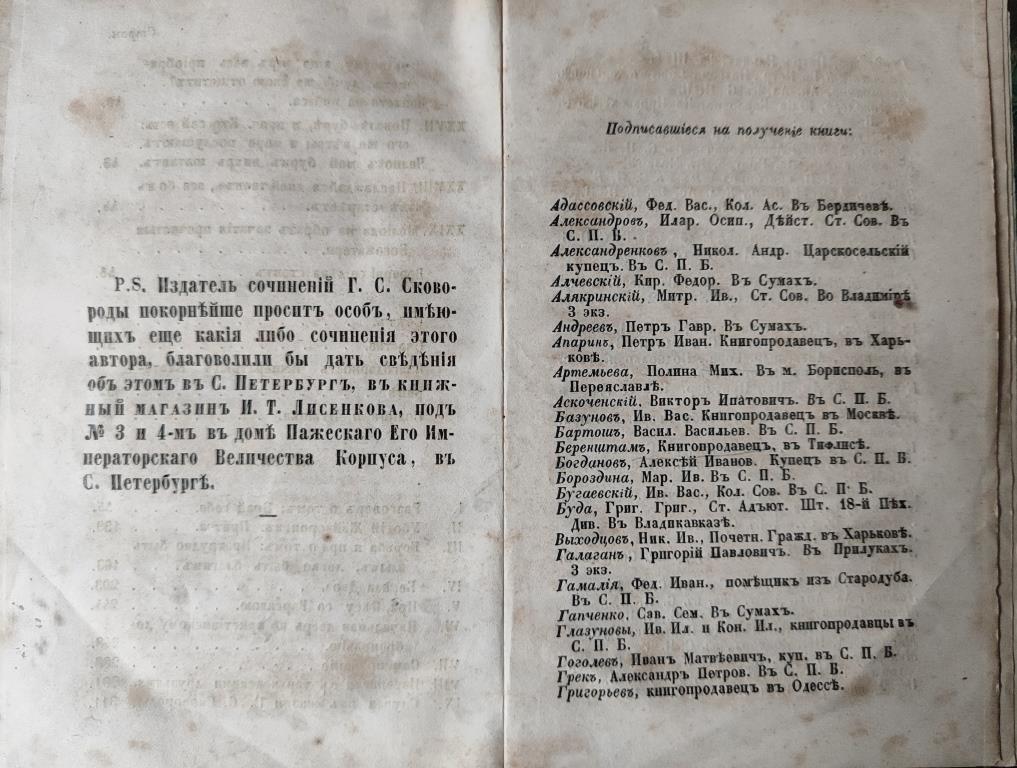 P.S. Издатель сочиненій Г. С. Сково-
роды покорнѣйше проситъ особъ, имѣю-
щихъ еще какія либо сочиненія этого
автора, благоволили бы дать свѣдѣнія
объ этомъ въ С. Петербургъ, въ книж-
ный магазинъ И. Т. Лисенкова, подъ
№ 3 и 4-мъ въ домѣ Пажескаго Его Им-
ператорскаго Величества Корпуса, въ
С. Петербургѣ.
Подписавшіеся на полученіе книги:
Адассовскій, Фед. Вас., Кол. Ас. Въ Бердичевѣ.
Александровъ, Илар. Осип., Дѣйст. Ст. Сов. Въ
С. П. Б.
Александренковъ, Никол. Андр. Царскосельскій
купецъ. Въ С. П. Б.
Алчевскій, Кир. Федор. Въ Сумахъ.
Алякринскій, Митр. Ив., Ст. Сов. Во Владимірѣ
3 экз.
Андреевъ, Петръ Гавр. Въ Сумахъ.
Апаринъ, Петръ Иван. Книгопродавецъ, въ Харь-
ковѣ.
Артемьева, Полина Мих. Въ м. Борисполь, въ
Переяславлѣ.
Аскоченскій, Викторъ Ипатовичъ. Въ С. П. Б.
Базуновъ, Ив. Вас. Книгопродавецъ въ Москвѣ.
Бартошъ, Васил. Васильев. Въ С. П. Б.
Беренштам, Книгопродавецъ, въ Тифлисѣ.
Богдановъ, Алексѣй Иванов. Купецъ въ С. П. Б.
Бороздина, Мар. Ив. Въ С. П. Б.
Бугаевскій, Ив. Вас., Кол. Сов. Въ С. П. Б.
Буда, Григ. Григ., Ст. Адъют. Шт. 18-й Пѣх.
Див. Въ Владикавказѣ.
Выходцовъ, Ник. Ив., Почетн. Гражд. въ Харьковѣ.
Галаганъ, Григорій Павловичъ. Въ Прилукахъ.
3 экз.
Гамалія, Фед. Иван., помѣщикъ изъ Стародуба.
Въ С. П. Б.
Гапченко, Сав. Сем. Въ Сумахъ.
Глазуновы, Ив. Ил. и Кон. Ил., книгопродавцы въ
С. П. Б.
Гоголевъ, Иванъ Матвѣевичъ, куп. въ С. П. Б.
Грекъ, Александръ Петров. Въ С. П. Б.
Григорьевъ, книгопродавецъ въ Одессѣ.